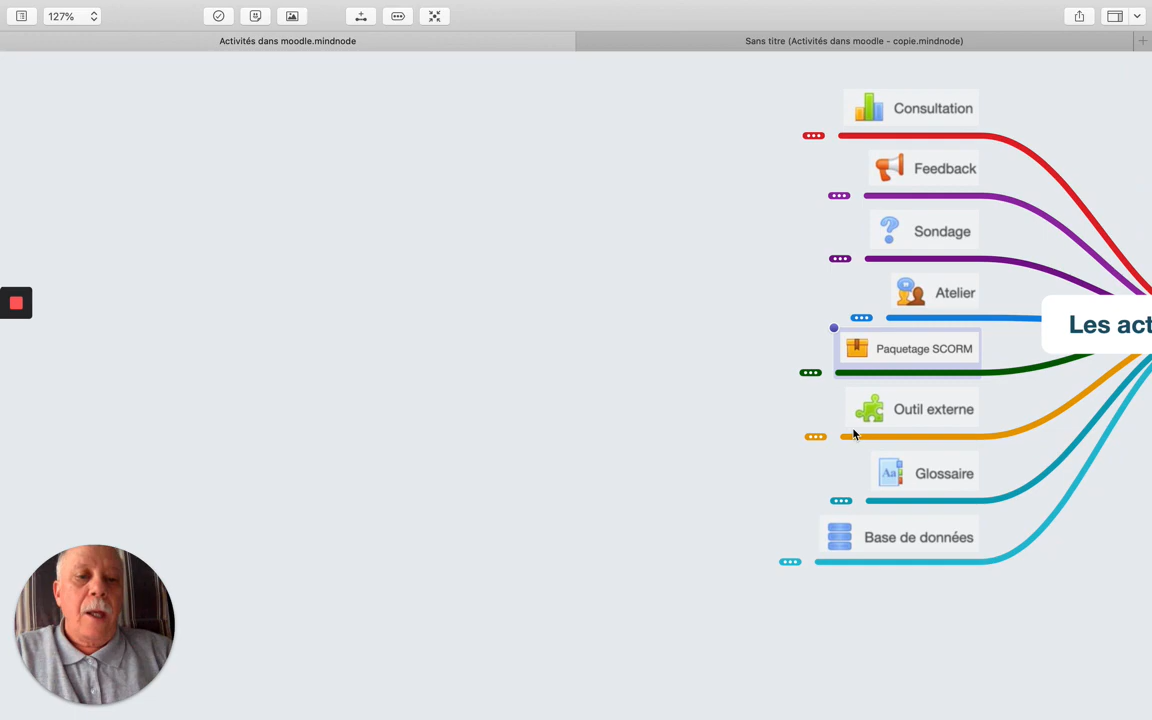 127%
Activités dans moodle.mindnode
Sans titre (Activités dans moodle - copie.mindnode)
Consultation
Feedback
Sondage
Atelier
Les act
Paquetage SCORM
Outil externe
Aa
Glossaire
Base de données